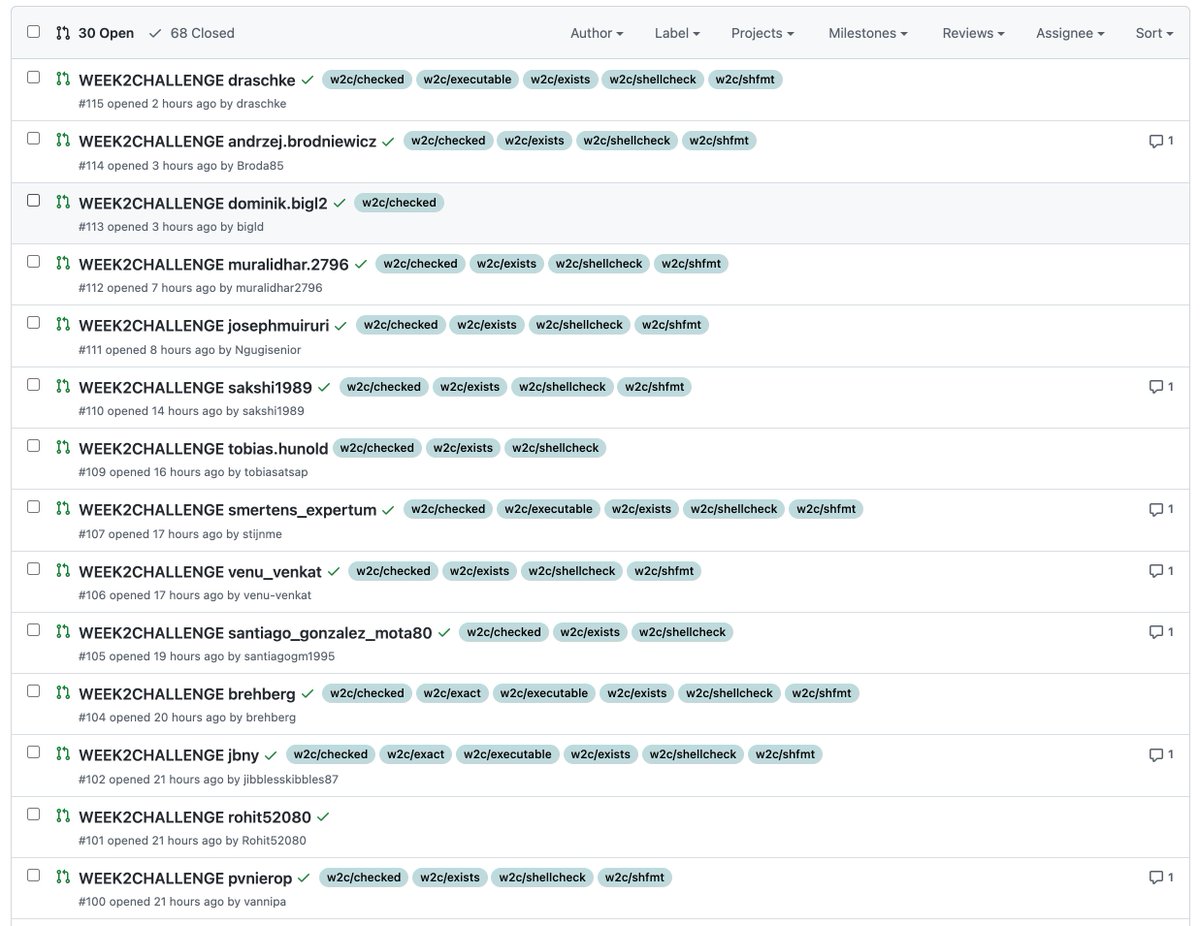 30 Open 68 Closed Author Label Projects Milestones Reviews Assignee Sort
WEEK2CHALLENGE draschke w2c/checked w2c/executable w2c/exists w2c/shellcheck w2c/shfmt
#115 opened 2 hours ago by draschke
WEEK2CHALLENGE andrzej.brodniewicz w2c/checked w2c/exists w2c/shellcheck w2c/shfmt 1
#114 opened 3 hours ago by Broda85
WEEK2CHALLENGE dominik.bigl2 w2c/checked
#113 opened 3 hours ago by bigld
WEEK2CHALLENGE muralidhar.2796 w2c/checked w2c/exists w2c/shellcheck w2c/shfmt
#112 opened 7 hours ago by muralidhar2796
WEEK2CHALLENGE josephmuiruri w2c/checked w2c/exists w2c/shellcheck w2c/shfmt
#111 opened 8 hours ago by Ngugisenior
WEEK2CHALLENGE sakshi1989 w2c/checked w2c/exists w2c/shellcheck w2c/shfmt 1
#110 opened 14 hours ago by sakshi1989
WEEK2CHALLENGE tobias.hunold w2c/checked w2c/exists w2c/shellcheck
#109 opened 16 hours ago by tobiasatsap
WEEK2CHALLENGE smertens_expertum w2c/checked w2c/executable w2c/exists w2c/shellcheck w2c/shfmt 1
#107 opened 17 hours ago by stijnme
WEEK2CHALLENGE venu_venkat w2c/checked w2c/exists w2c/shellcheck w2c/shfmt 1
#106 opened 17 hours ago by venu-venkat
WEEK2CHALLENGE santiago_gonzalez_mota80 w2c/checked w2c/exists w2c/shellcheck 1
#105 opened 19 hours ago by santiagogm1995
WEEK2CHALLENGE brehberg w2c/checked w2c/exact w2c/executable w2c/exists w2c/shellcheck w2c/shfmt
#104 opened 20 hours ago by brehberg
WEEK2CHALLENGE jbny w2c/checked w2c/exact w2c/executable w2c/exists w2c/shellcheck w2c/shfmt 1
#102 opened 21 hours ago by jibblesskibbles87
WEEK2CHALLENGE rohit52080
#101 opened 21 hours ago by Rohit52080
WEEK2CHALLENGE pvnierop w2c/checked w2c/exists w2c/shellcheck w2c/shfmt 1
#100 opened 21 hours ago by vannipa